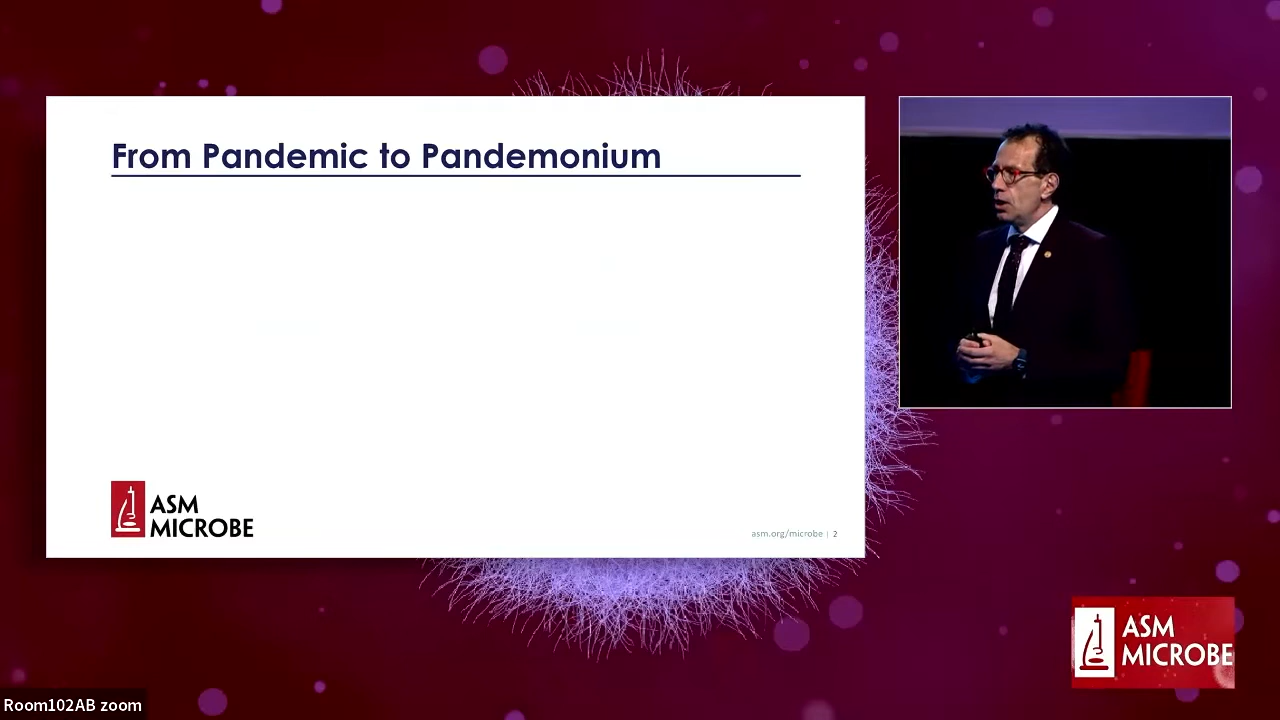 From Pandemic to Pandemonium
ASM
MICROBE
asm.org/microbe | 2
ASM
MICROBE
Room102AB zoom